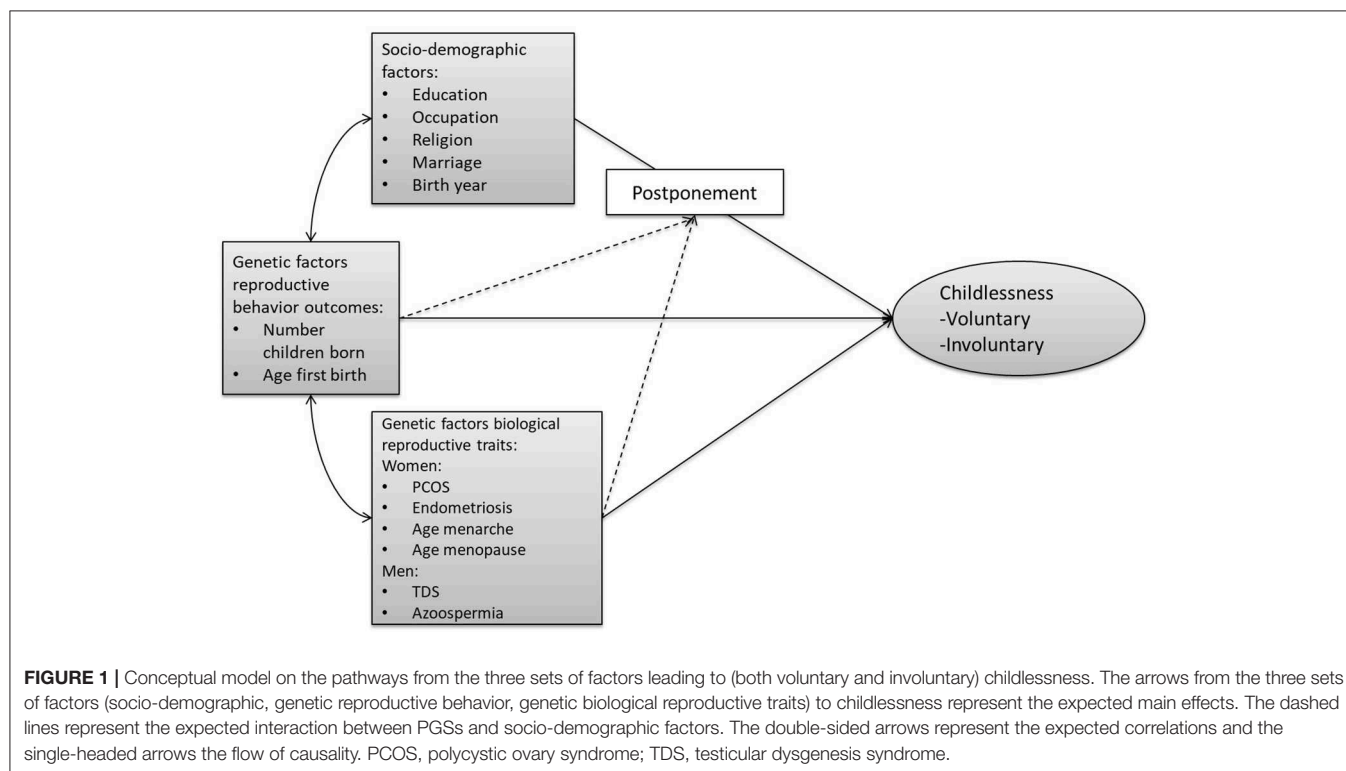 Socio-demographic
factors:
• Education
• Occupation
• Religion
• Marriage
• Birth year
Postponement
Genetic factors
reproductive
behavior outcomes:
• Number
children born
• Age first birth
Childlessness
-Voluntary
-Involuntary
Genetic factors biological
reproductive traits:
Women:
• PCOS
• Endometriosis
• Age menarche
• Age menopause
Men:
• TDS
• Azoospermia
FIGURE 1 | Conceptual model on the pathways from the three sets of factors leading to (both voluntary and involuntary) childlessness. The arrows from the three sets
of factors (socio-demographic, genetic reproductive behavior, genetic biological reproductive traits) to childlessness represent the expected main effects. The dashed
lines represent the expected interaction between PGSs and socio-demographic factors. The double-sided arrows represent the expected correlations and the
single-headed arrows the flow of causality. PCOS, polycystic ovary syndrome; TDS, testicular dysgenesis syndrome.